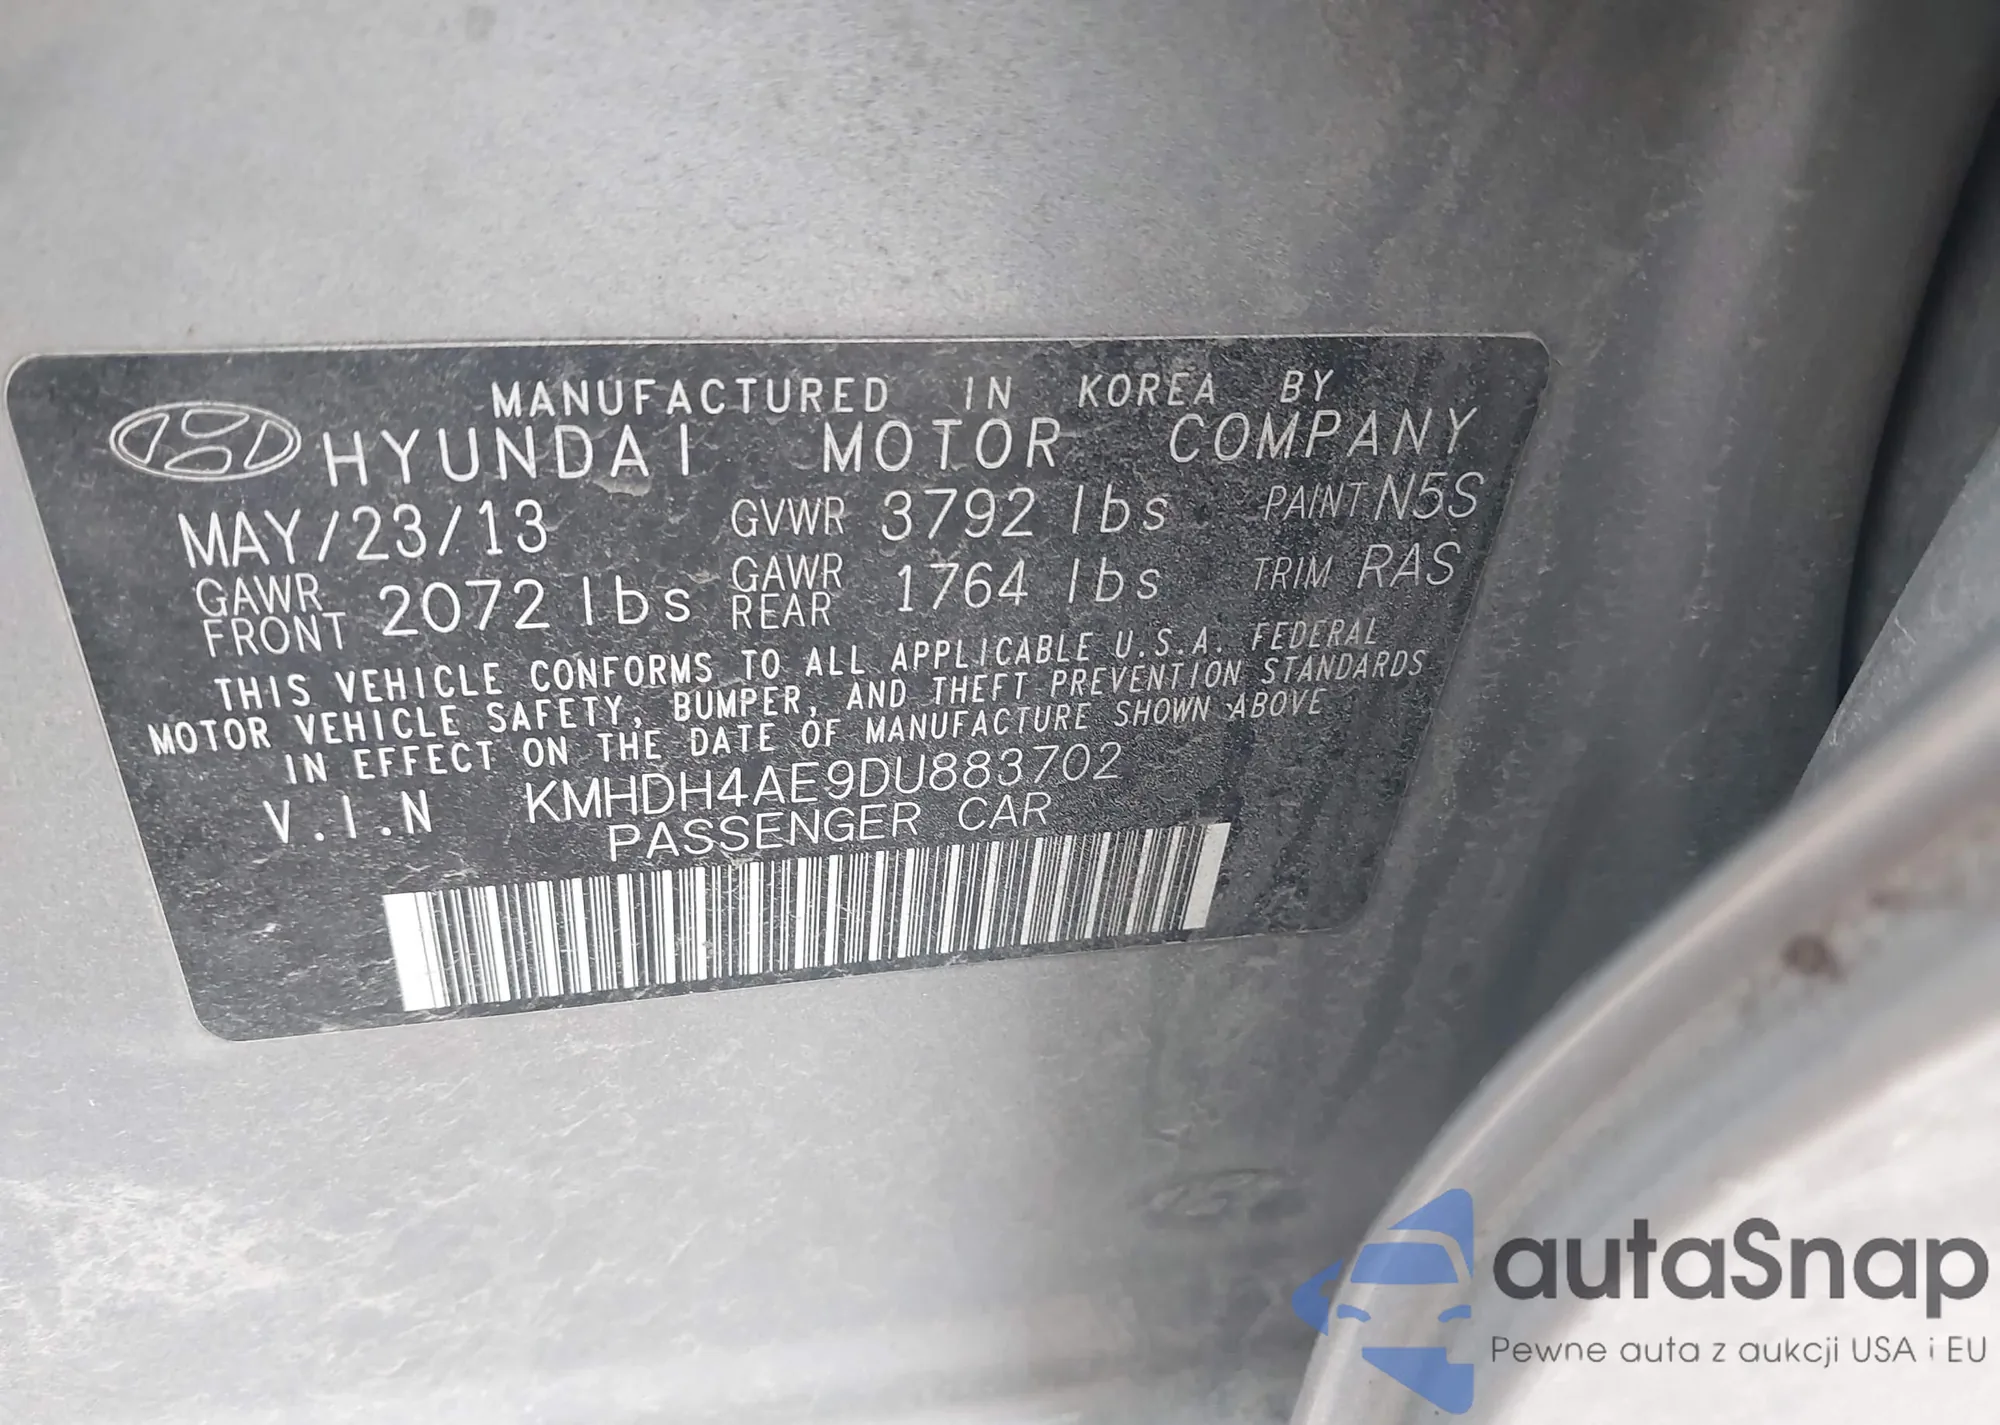 MANUFACTURED IN KOREA BY
HYUNDAI MOTOR COMPANY
MAY/23/13 GVWR 3792 lbs PAINT N5S
GAWR FRONT 2072 lbs GAWR REAR 1764 lbs TRIM RAS
THIS VEHICLE CONFORMS TO ALL APPLICABLE U.S.A. FEDERAL
MOTOR VEHICLE SAFETY, BUMPER, AND THEFT PREVENTION STANDARDS
IN EFFECT ON THE DATE OF MANUFACTURE SHOWN ABOVE
V.I.N KMHDH4AE9DU883702
PASSENGER CAR
autaSnap
Pewne auta z aukcji USA i EU